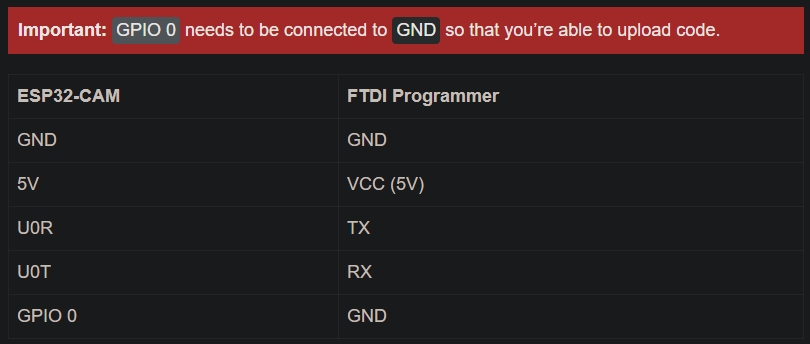 Important: GPIO 0 needs to be connected to GND so that you’re able to upload code.
ESP32-CAM FTDI Programmer
GND GND
5V VCC (5V)
U0R TX
U0T RX
GPIO 0 GND